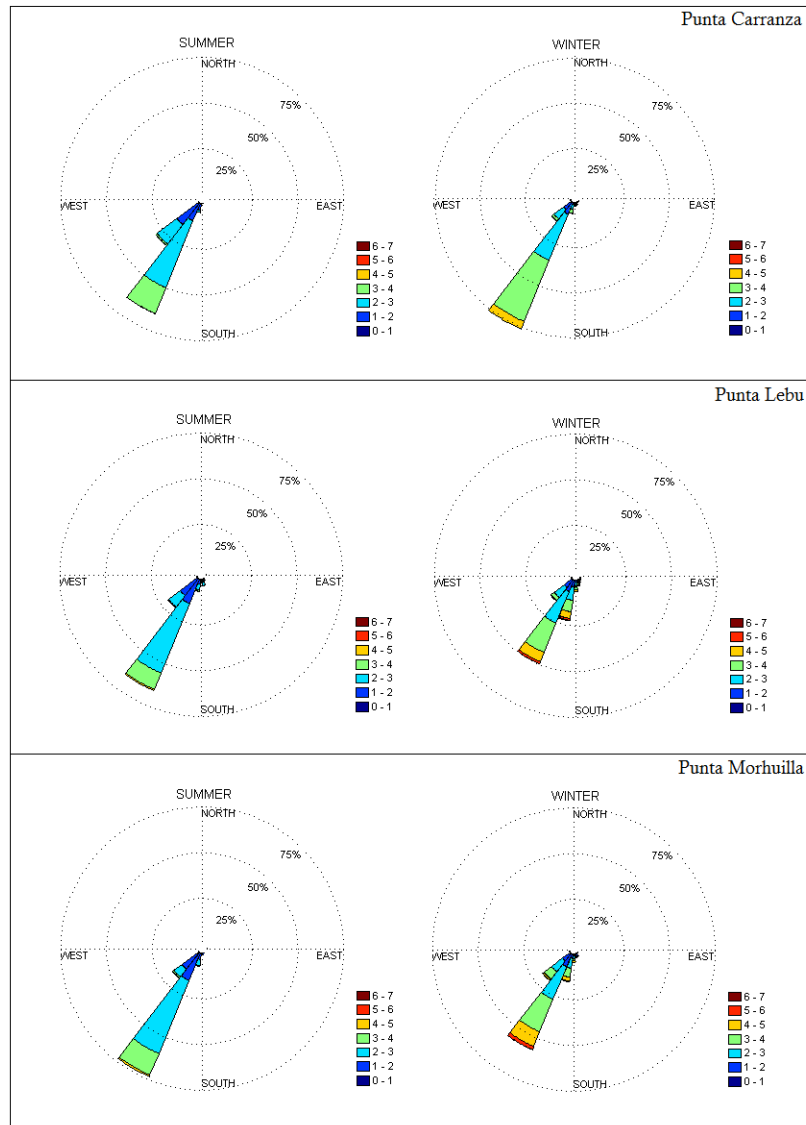 Punta Carranza
SUMMER
NORTH
75%
50%
25%
WEST
EAST
SOUTH
6 - 7
5 - 6
4 - 5
3 - 4
2 - 3
1 - 2
0 - 1
WINTER
NORTH
75%
50%
25%
WEST
EAST
SOUTH
6 - 7
5 - 6
4 - 5
3 - 4
2 - 3
1 - 2
0 - 1
Punta Lebu
SUMMER
NORTH
75%
50%
25%
WEST
EAST
SOUTH
6 - 7
5 - 6
4 - 5
3 - 4
2 - 3
1 - 2
0 - 1
WINTER
NORTH
75%
50%
25%
WEST
EAST
SOUTH
6 - 7
5 - 6
4 - 5
3 - 4
2 - 3
1 - 2
0 - 1
Punta Morhuilla
SUMMER
NORTH
75%
50%
25%
WEST
EAST
SOUTH
6 - 7
5 - 6
4 - 5
3 - 4
2 - 3
1 - 2
0 - 1
WINTER
NORTH
75%
50%
25%
WEST
EAST
SOUTH
6 - 7
5 - 6
4 - 5
3 - 4
2 - 3
1 - 2
0 - 1